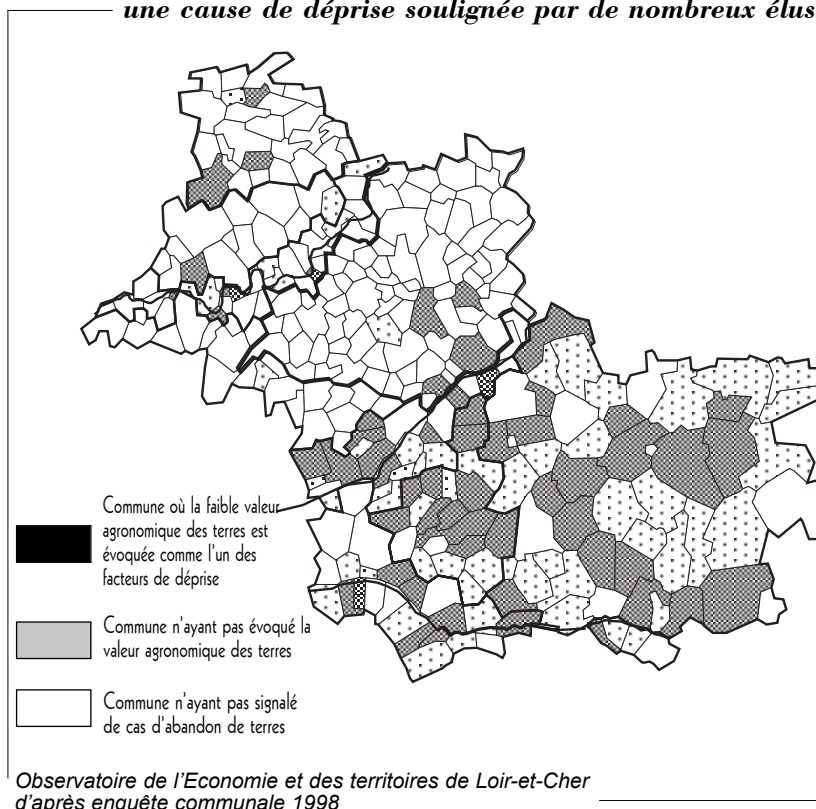 une cause de déprise soulignée par de nombreux élus
Commune où la faible valeur
agronomique des terres est
évoquée comme l'un des
facteurs de déprise
Commune n'ayant pas évoqué la
valeur agronomique des terres
Commune n'ayant pas signalé
de cas d'abandon de terres
Observatoire de l'Economie et des territoires de Loir-et-Cher
d'après enquête communale 1998